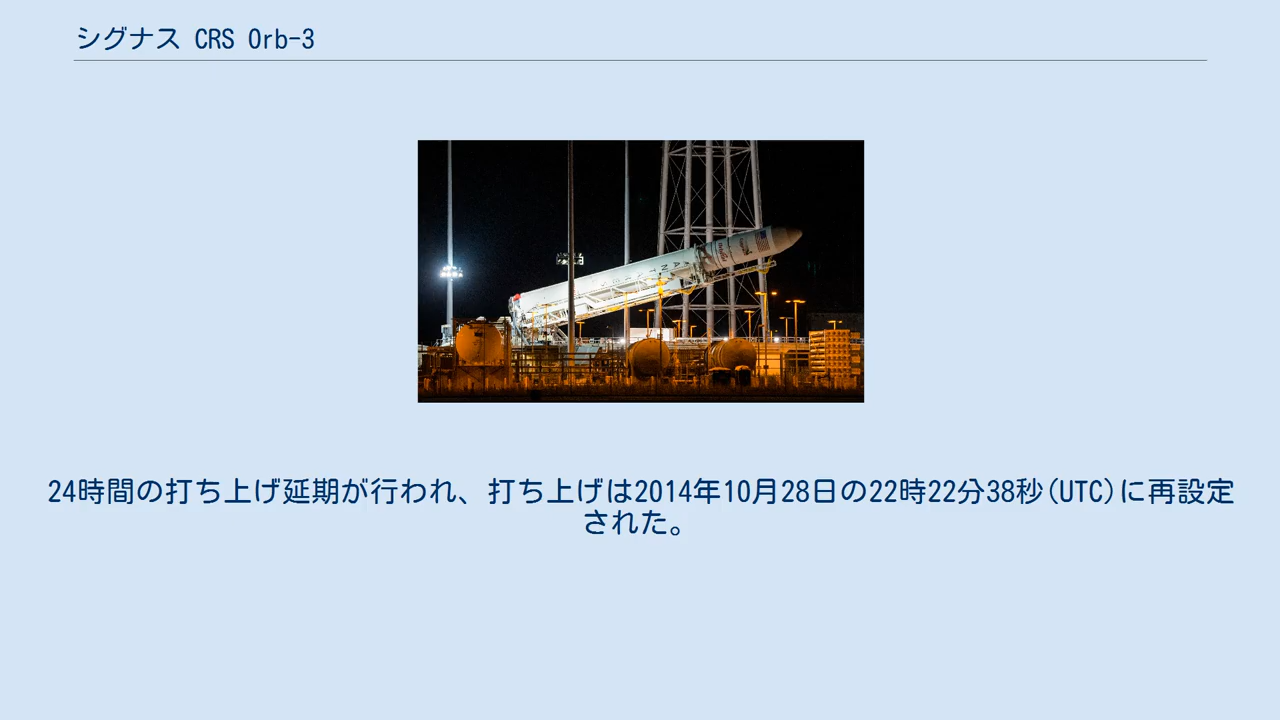 シグナス CRS Orb-3
24時間の打ち上げ延期が行われ、打ち上げは2014年10月28日の22時22分38秒(UTC)に再設定
された。